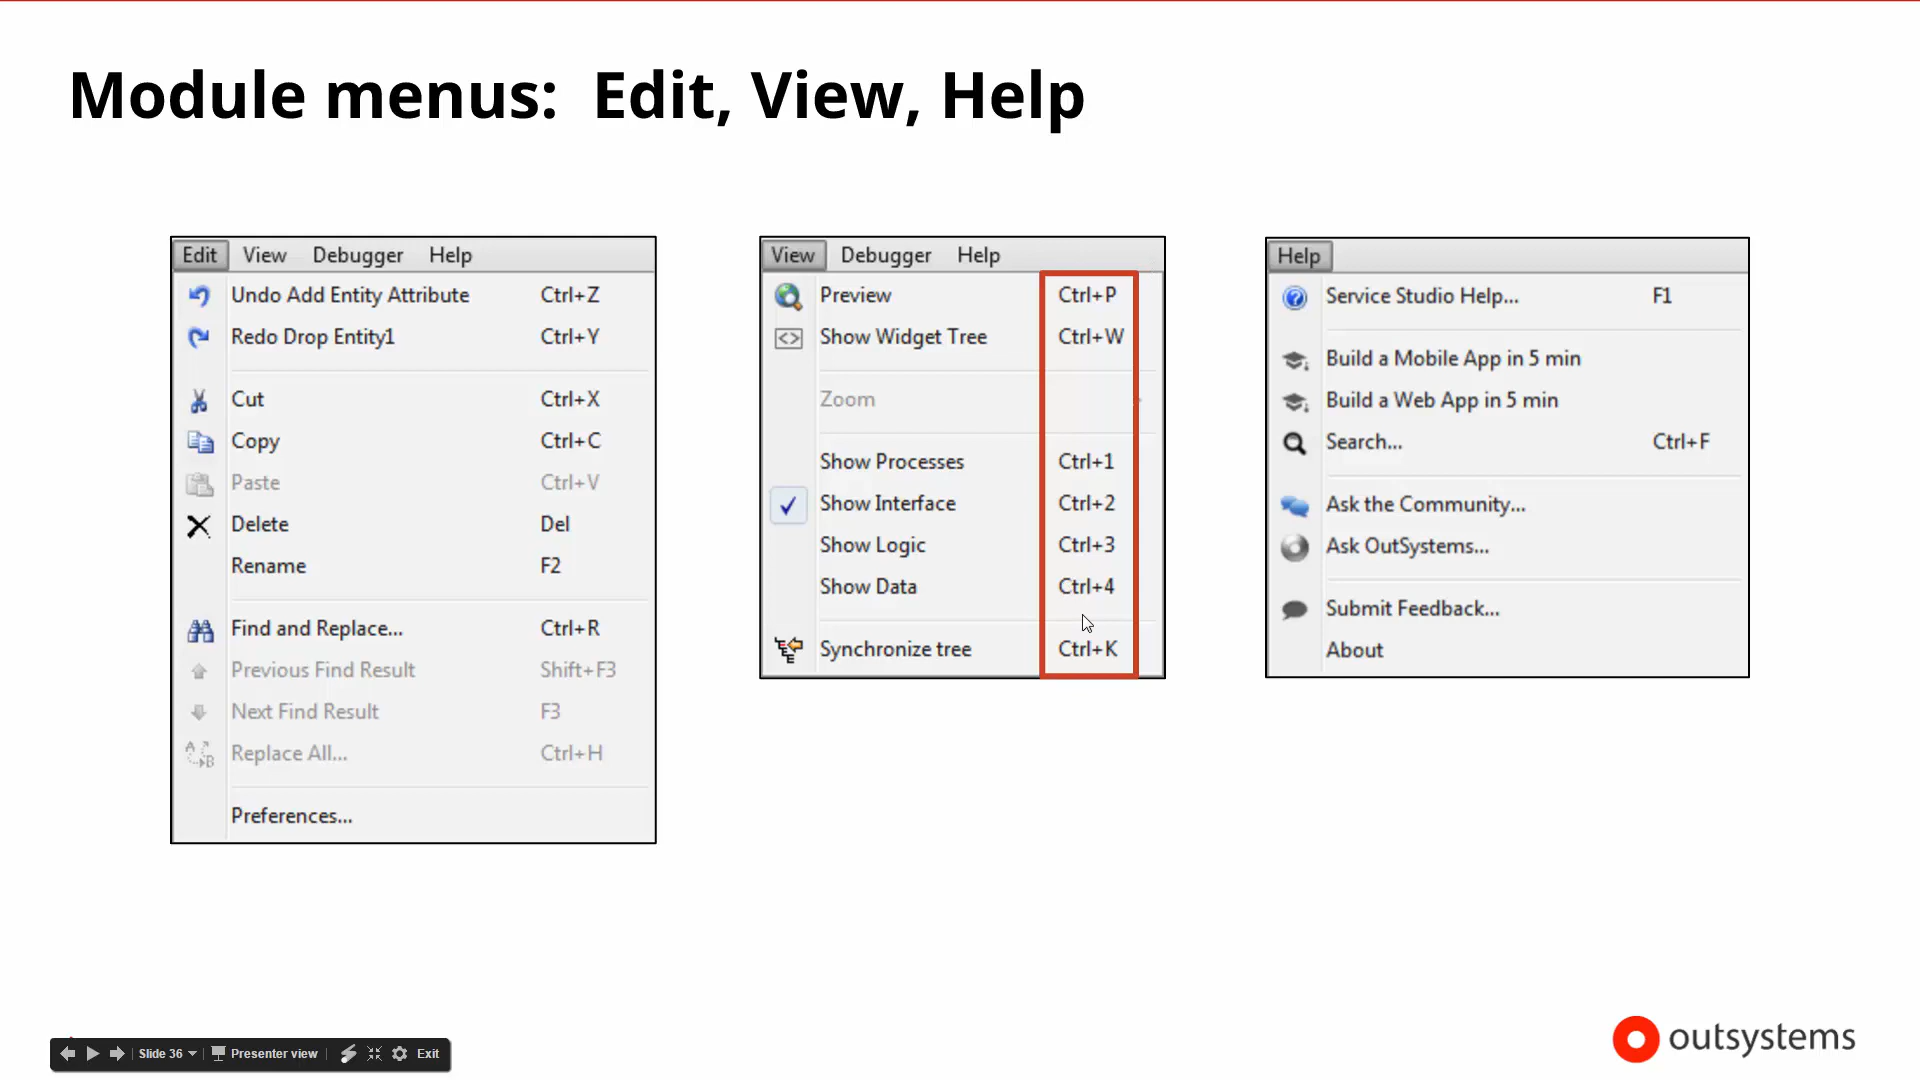 Module menus:  Edit, View, Help
Edit View Debugger Help
Undo Add Entity Attribute Ctrl+Z
Redo Drop Entity1 Ctrl+Y
Cut Ctrl+X
Copy Ctrl+C
Paste Ctrl+V
Delete Del
Rename F2
Find and Replace... Ctrl+R
Previous Find Result Shift+F3
Next Find Result F3
Replace All... Ctrl+H
Preferences...
View Debugger Help
Preview Ctrl+P
Show Widget Tree Ctrl+W
Zoom
Show Processes Ctrl+1
Show Interface Ctrl+2
Show Logic Ctrl+3
Show Data Ctrl+4
Synchronize tree Ctrl+K
Help
Service Studio Help... F1
Build a Mobile App in 5 min
Build a Web App in 5 min
Search... Ctrl+F
Ask the Community...
Ask OutSystems...
Submit Feedback...
About
Slide 36 Presenter view Exit
outsystems